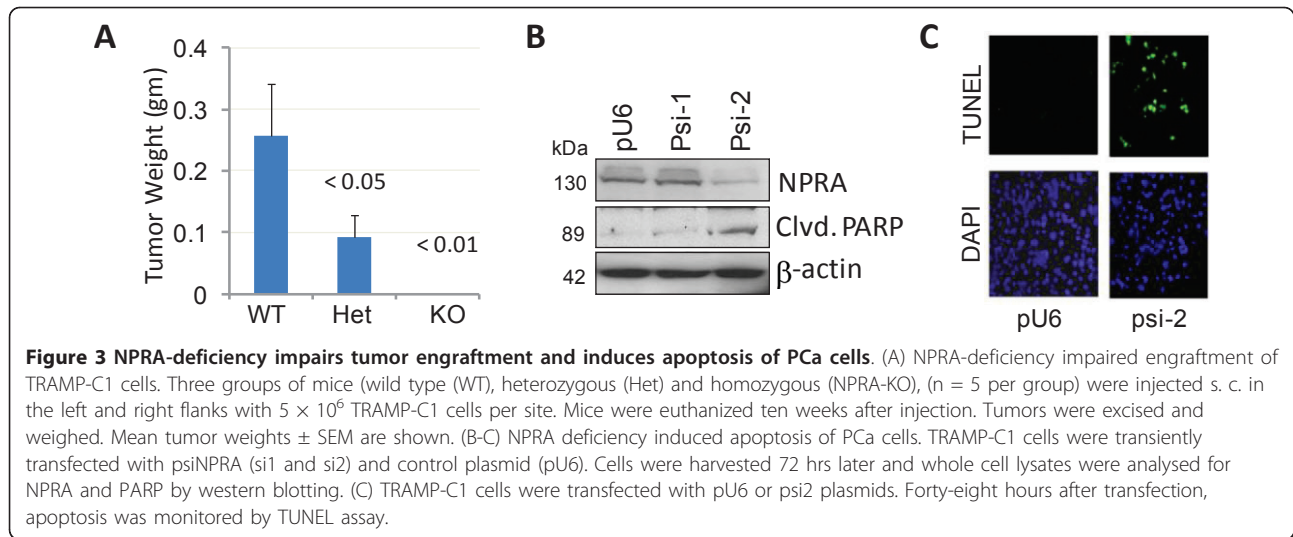 A
B
C
0.4
0.3
0.2
0.1
0
Tumor Weight (gm)
< 0.05
< 0.01
WT Het KO
pU6 Psi-1 Psi-2
kDa
130 NPRA
89 Clvd. PARP
42 β-actin
TUNEL
DAPI
pU6 psi-2
Figure 3 NPRA-deficiency impairs tumor engraftment and induces apoptosis of PCa cells. (A) NPRA-deficiency impaired engraftment of
TRAMP-C1 cells. Three groups of mice (wild type (WT), heterozygous (Het) and homozygous (NPRA-KO), (n = 5 per group) were injected s. c. in
the left and right flanks with 5 × 10⁶ TRAMP-C1 cells per site. Mice were euthanized ten weeks after injection. Tumors were excised and
weighed. Mean tumor weights ± SEM are shown. (B-C) NPRA deficiency induced apoptosis of PCa cells. TRAMP-C1 cells were transiently
transfected with psiNPRA (si1 and si2) and control plasmid (pU6). Cells were harvested 72 hrs later and whole cell lysates were analysed for
NPRA and PARP by western blotting. (C) TRAMP-C1 cells were transfected with pU6 or psi2 plasmids. Forty-eight hours after transfection,
apoptosis was monitored by TUNEL assay.